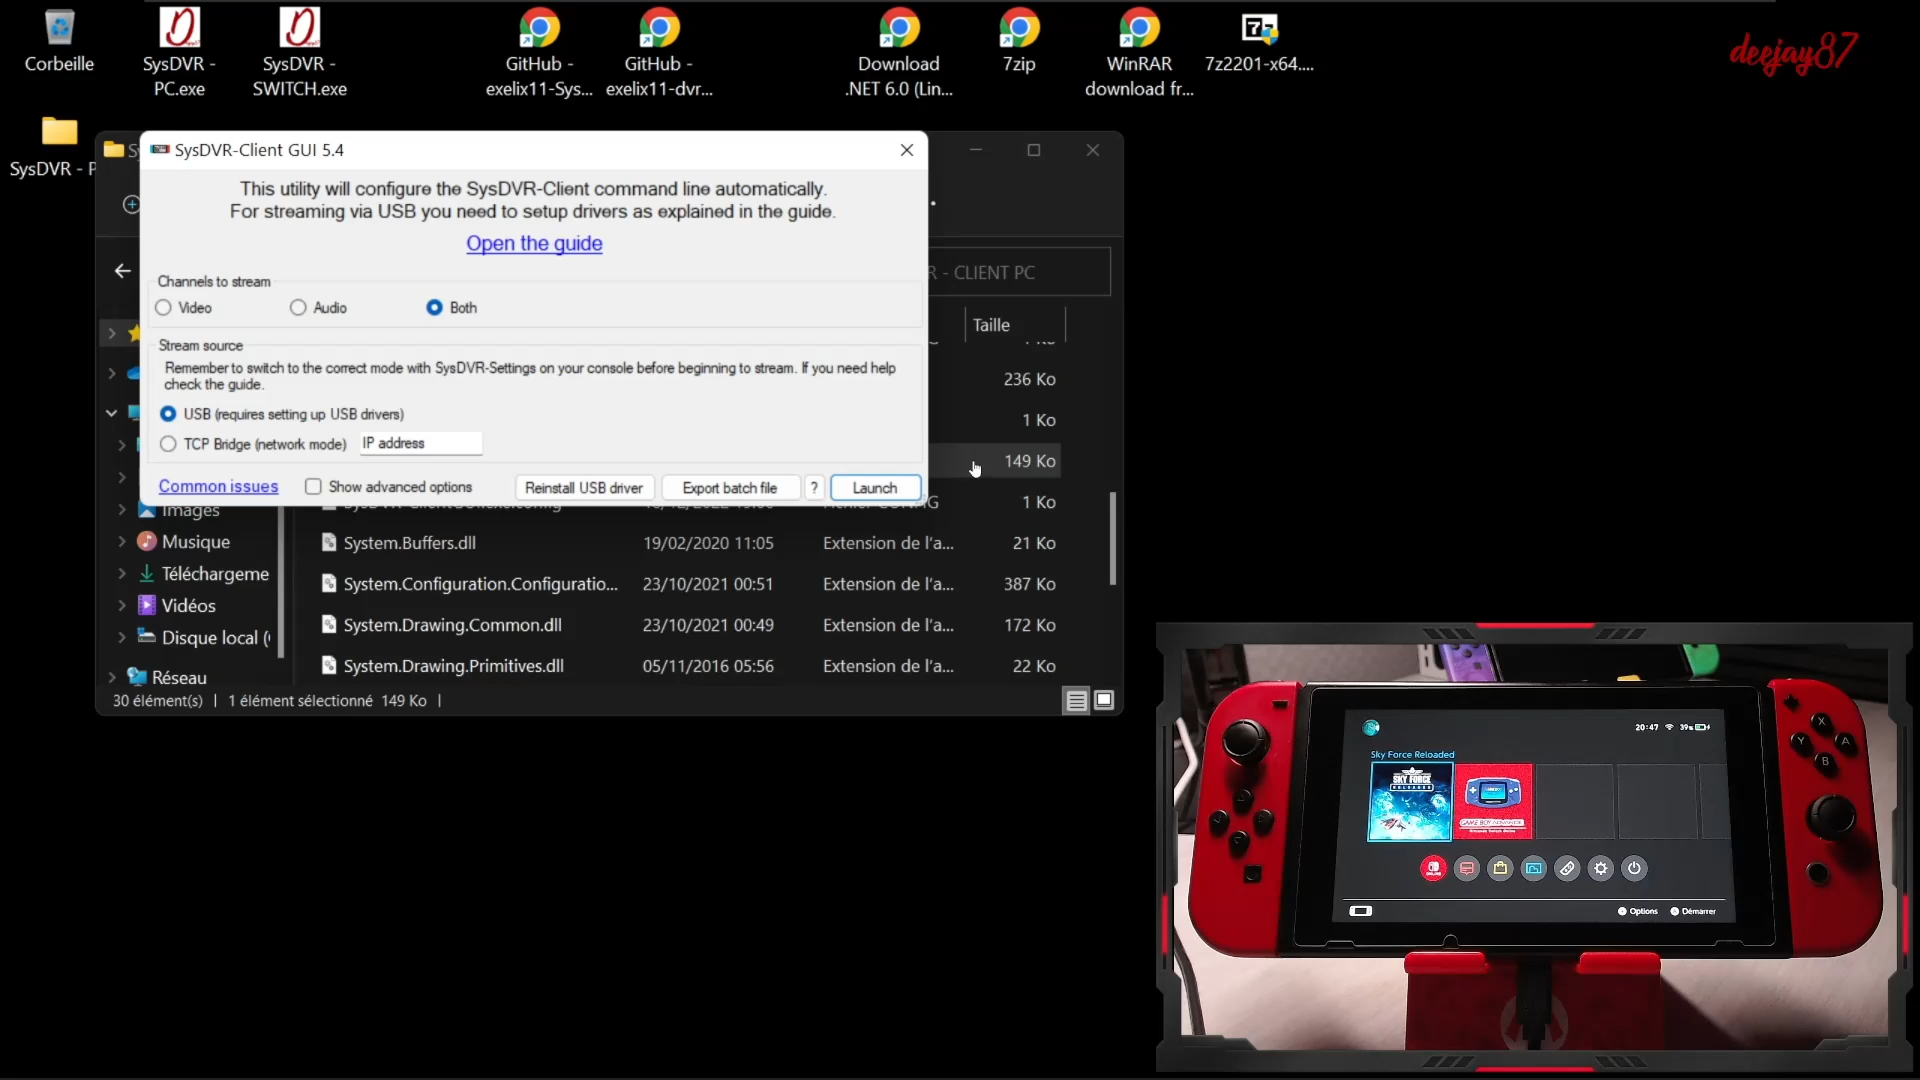 Corbeille
SysDVR -
PC.exe
SysDVR -
SWITCH.exe
GitHub -
exelix11-Sys...
GitHub -
exelix11-dvr...
Download
.NET 6.0 (Lin...
7zip
WinRAR
download fr...
7z2201-x64....
deejay87
SysDVR - P
SysDVR-Client GUI 5.4
This utility will configure the SysDVR-Client command line automatically.
For streaming via USB you need to setup drivers as explained in the guide.
Open the guide
R - CLIENT PC
Channels to stream
Video
Audio
Both
Taille
Stream source
Remember to switch to the correct mode with SysDVR-Settings on your console before beginning to stream. If you need help
check the guide.
236 Ko
USB (requires setting up USB drivers)
1 Ko
TCP Bridge (network mode)
IP address
149 Ko
Common issues
Show advanced options
Reinstall USB driver
Export batch file
?
Launch
1 Ko
Images
Musique
System.Buffers.dll 19/02/2020 11:05 Extension de l'a... 21 Ko
Téléchargeme
System.Configuration.Configuratio... 23/10/2021 00:51 Extension de l'a... 387 Ko
Vidéos
System.Drawing.Common.dll 23/10/2021 00:49 Extension de l'a... 172 Ko
Disque local (
System.Drawing.Primitives.dll 05/11/2016 05:56 Extension de l'a... 22 Ko
Réseau
30 élément(s) | 1 élément sélectionné 149 Ko |
20:47 39%
Sky Force Reloaded
SKY FORCE
RELOADED
GAME BOY ADVANCE
X
Y
A
B
Options
Démarrer